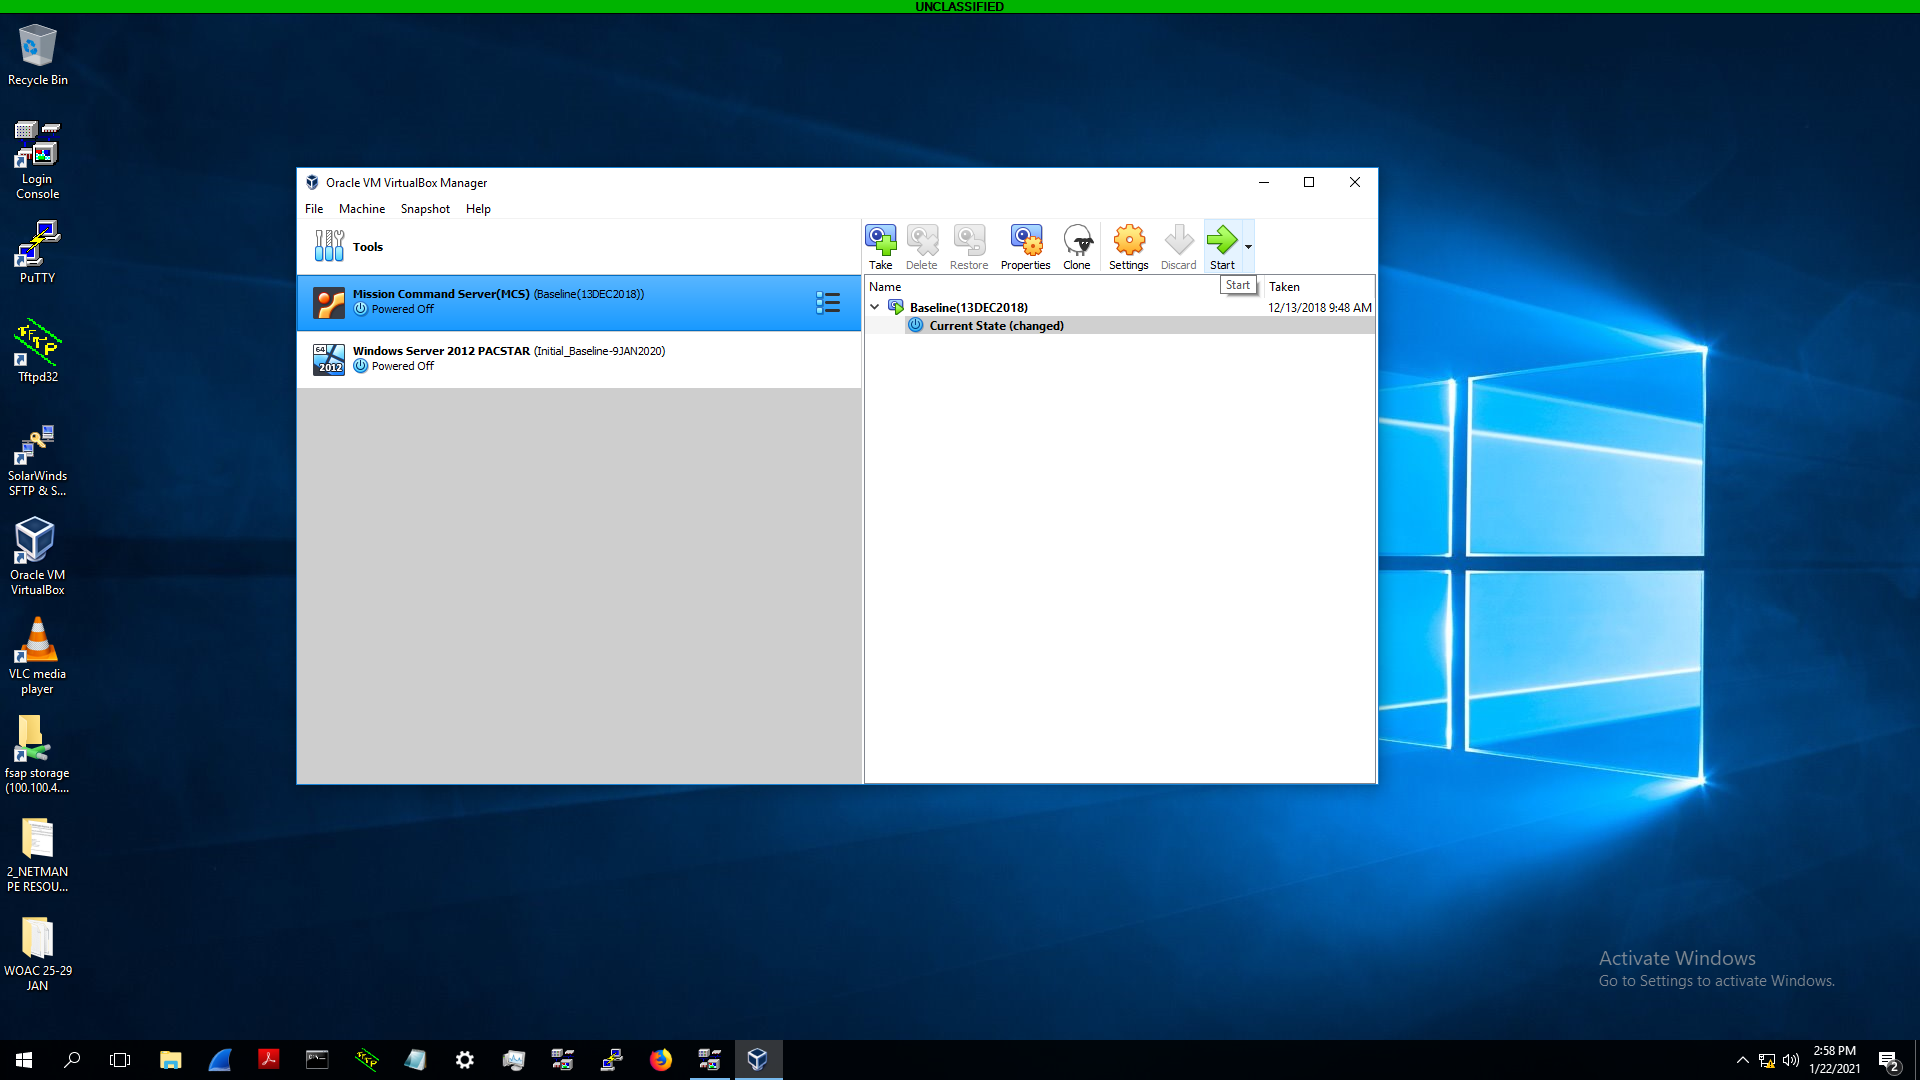 UNCLASSIFIED
Recycle Bin
Login
Console
PuTTY
Tftpd32
SolarWinds
SFTP & S...
Oracle VM
VirtualBox
VLC media
player
fsap storage
(100.100.4....
2_NETMAN
PE RESOU...
WOAC 25-29
JAN
Oracle VM VirtualBox Manager
File Machine Snapshot Help
Tools
Mission Command Server(MCS) (Baseline(13DEC2018))
Powered Off
64
2012
Windows Server 2012 PACSTAR (Initial_Baseline-9JAN2020)
Powered Off
Take Delete Restore Properties Clone Settings Discard Start
Start
Name Taken
Baseline(13DEC2018) 12/13/2018 9:48 AM
Current State (changed)
Activate Windows
Go to Settings to activate Windows.
2:58 PM
1/22/2021
2